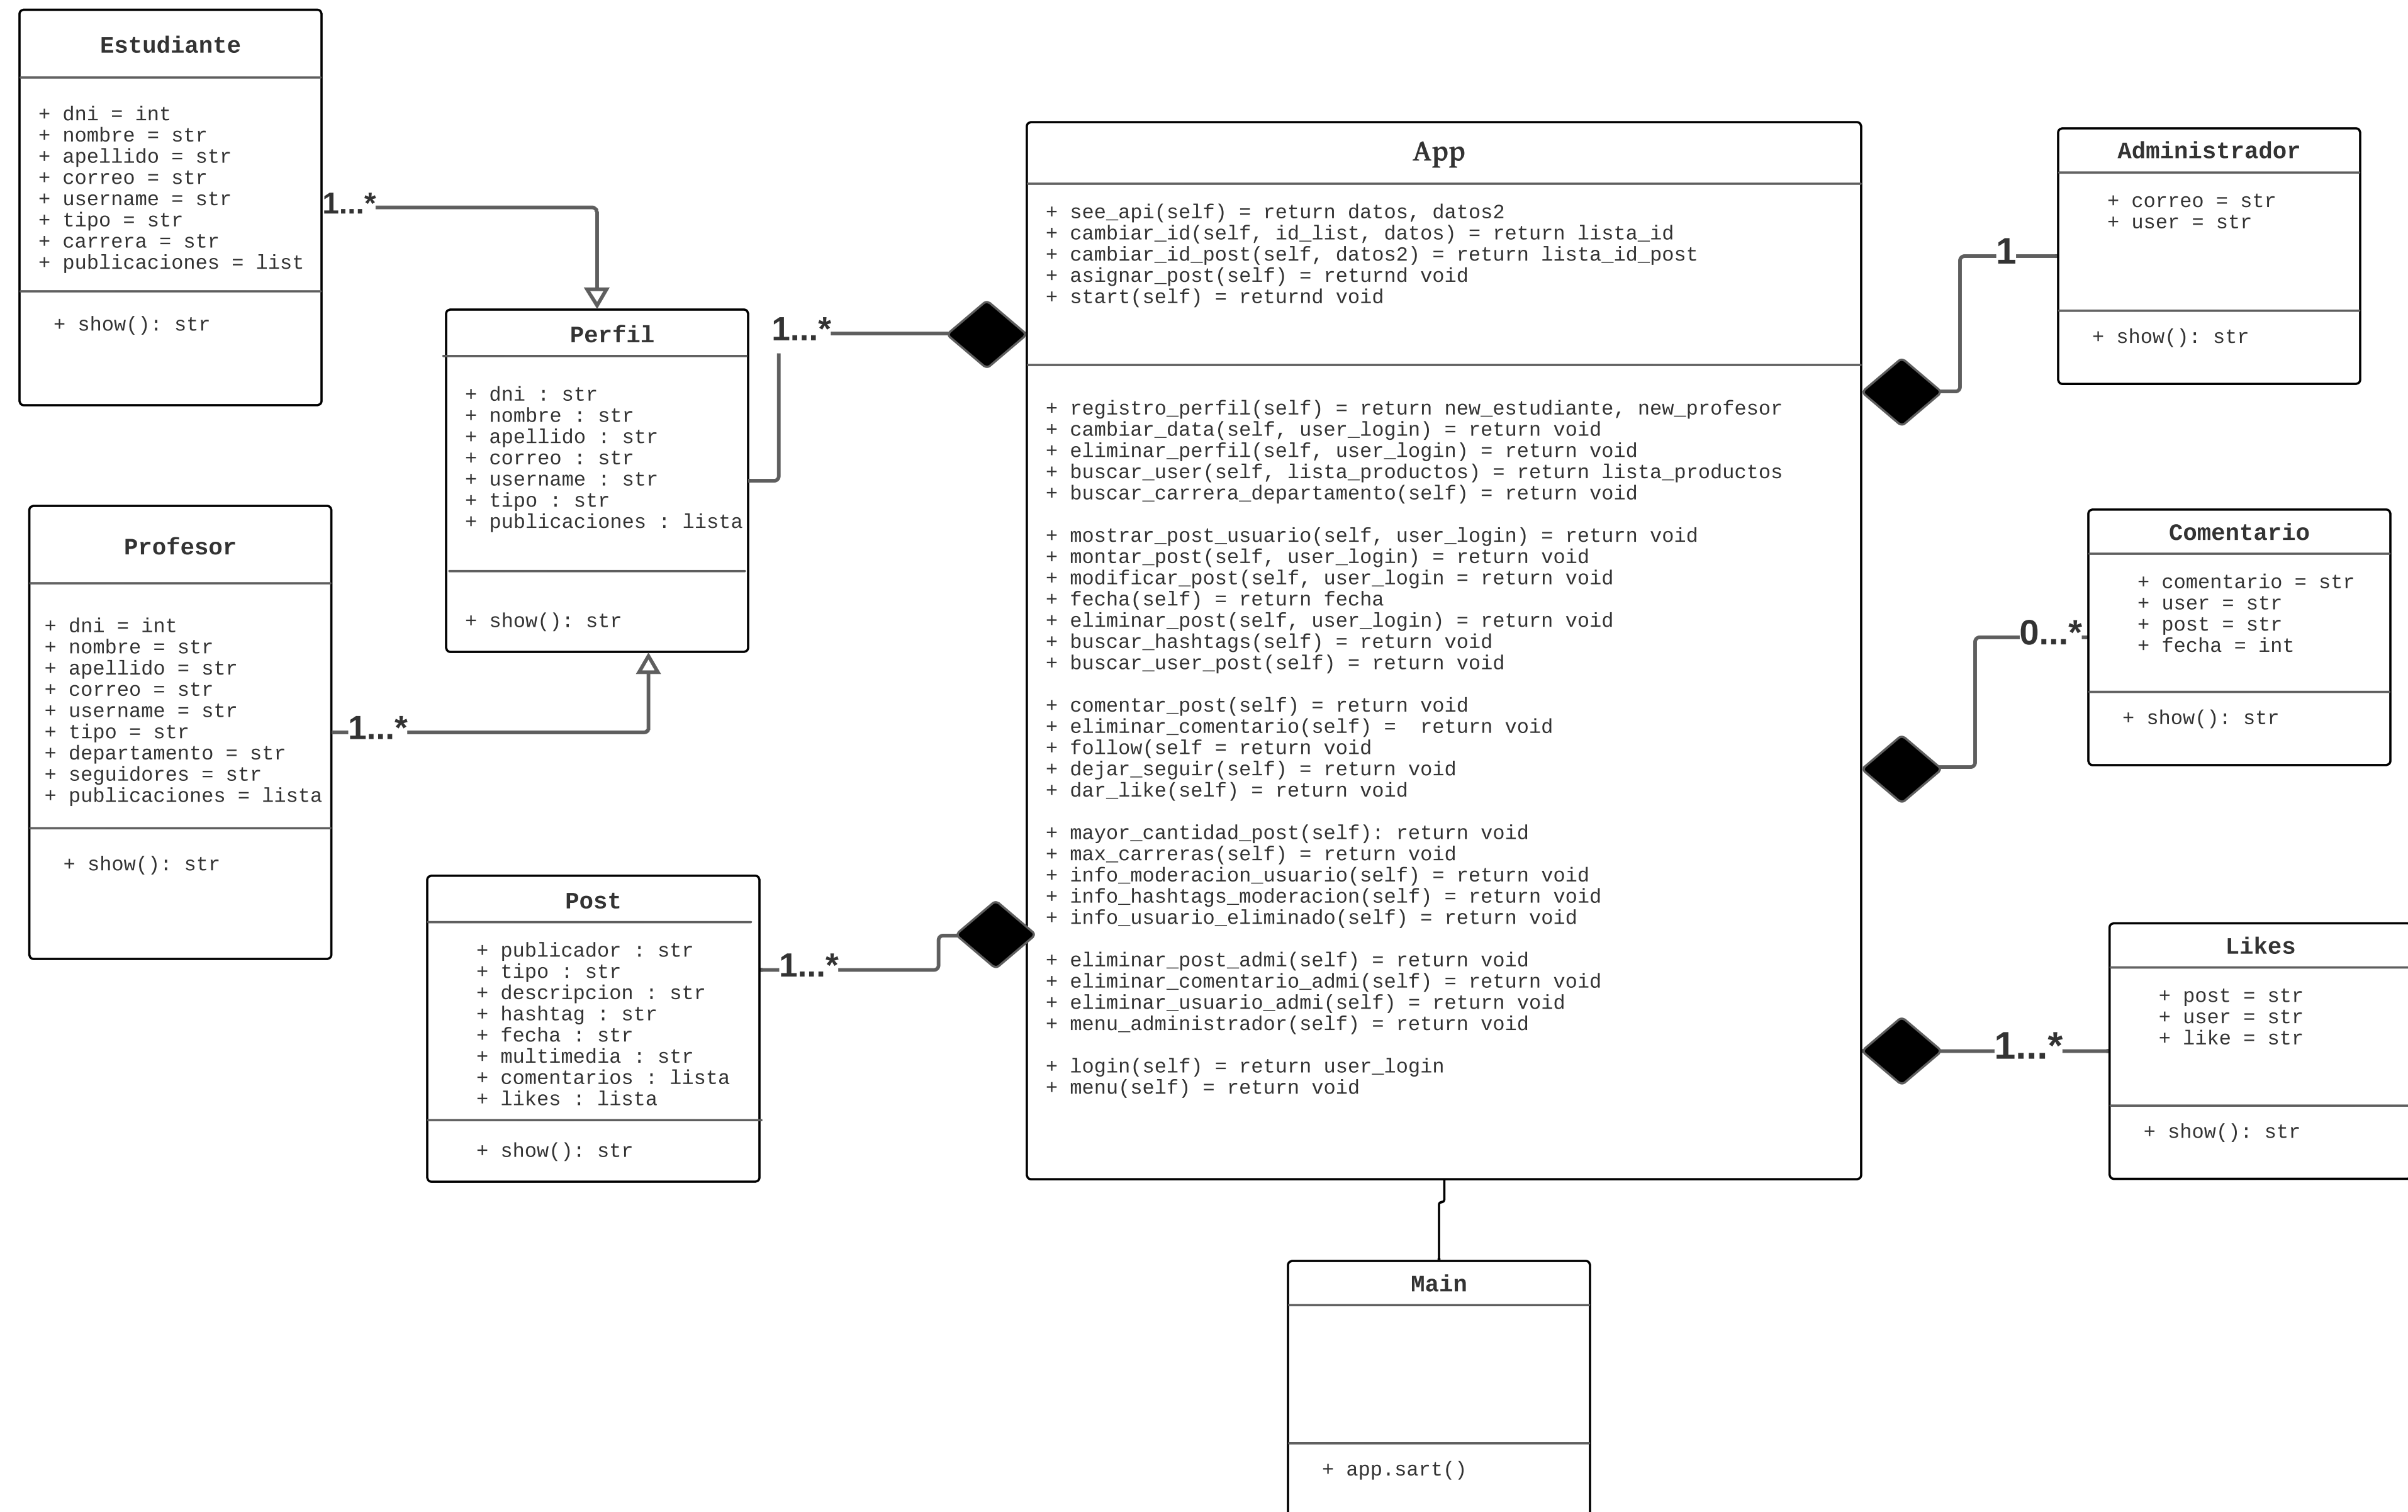 Estudiante
+ dni = int
+ nombre = str
+ apellido = str
+ correo = str
+ username = str
+ tipo = str
+ carrera = str
+ publicaciones = list
+ show(): str
1...*
Profesor
+ dni = int
+ nombre = str
+ apellido = str
+ correo = str
+ username = str
+ tipo = str
+ departamento = str
+ seguidores = str
+ publicaciones = lista
+ show(): str
1...*
Perfil
+ dni : str
+ nombre : str
+ apellido : str
+ correo : str
+ username : str
+ tipo : str
+ publicaciones : lista
+ show(): str
1...*
Post
+ publicador : str
+ tipo : str
+ descripcion : str
+ hashtag : str
+ fecha : str
+ multimedia : str
+ comentarios : lista
+ likes : lista
+ show(): str
1...*
App
+ see_api(self) = return datos, datos2
+ cambiar_id(self, id_list, datos) = return lista_id
+ cambiar_id_post(self, datos2) = return lista_id_post
+ asignar_post(self) = returnd void
+ start(self) = returnd void
+ registro_perfil(self) = return new_estudiante, new_profesor
+ cambiar_data(self, user_login) = return void
+ eliminar_perfil(self, user_login) = return void
+ buscar_user(self, lista_productos) = return lista_productos
+ buscar_carrera_departamento(self) = return void
+ mostrar_post_usuario(self, user_login) = return void
+ montar_post(self, user_login) = return void
+ modificar_post(self, user_login = return void
+ fecha(self) = return fecha
+ eliminar_post(self, user_login) = return void
+ buscar_hashtags(self) = return void
+ buscar_user_post(self) = return void
+ comentar_post(self) = return void
+ eliminar_comentario(self) =  return void
+ follow(self = return void
+ dejar_seguir(self) = return void
+ dar_like(self) = return void
+ mayor_cantidad_post(self): return void
+ max_carreras(self) = return void
+ info_moderacion_usuario(self) = return void
+ info_hashtags_moderacion(self) = return void
+ info_usuario_eliminado(self) = return void
+ eliminar_post_admi(self) = return void
+ eliminar_comentario_admi(self) = return void
+ eliminar_usuario_admi(self) = return void
+ menu_administrador(self) = return void
+ login(self) = return user_login
+ menu(self) = return void
1
Administrador
+ correo = str
+ user = str
+ show(): str
0...*
Comentario
+ comentario = str
+ user = str
+ post = str
+ fecha = int
+ show(): str
1...*
Likes
+ post = str
+ user = str
+ like = str
+ show(): str
Main
+ app.sart()